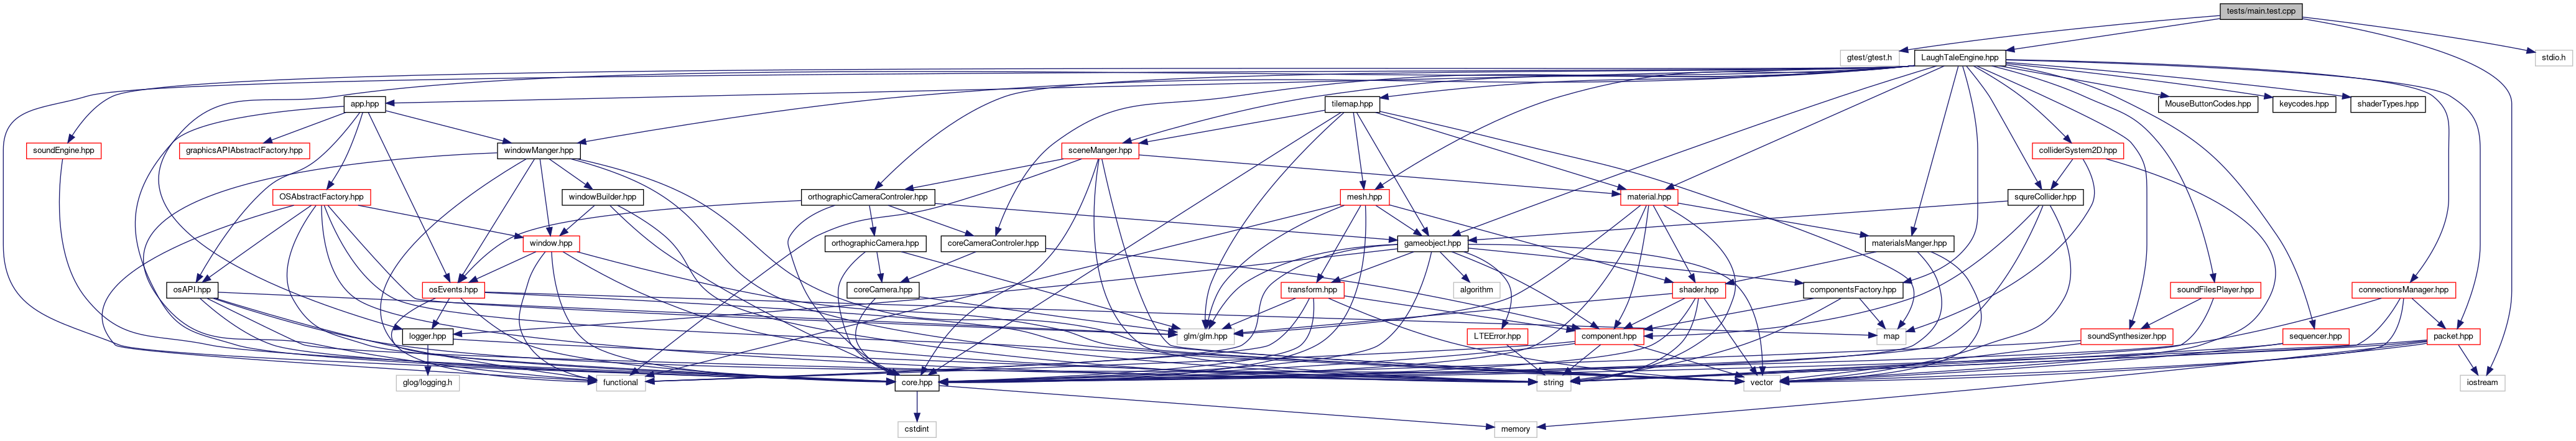 tests/main.test.cpp
gtest/gtest.h
LaughTaleEngine.hpp
stdio.h
app.hpp
tilemap.hpp
MouseButtonCodes.hpp
keycodes.hpp
shaderTypes.hpp
soundEngine.hpp
graphicsAPIAbstractFactory.hpp
windowManger.hpp
sceneManger.hpp
colliderSystem2D.hpp
OSAbstractFactory.hpp
windowBuilder.hpp
orthographicCameraControler.hpp
mesh.hpp
material.hpp
squreCollider.hpp
window.hpp
orthographicCamera.hpp
coreCameraControler.hpp
gameobject.hpp
materialsManger.hpp
osAPI.hpp
osEvents.hpp
coreCamera.hpp
transform.hpp
algorithm
shader.hpp
componentsFactory.hpp
soundFilesPlayer.hpp
connectionsManager.hpp
logger.hpp
glm/glm.hpp
LTEError.hpp
component.hpp
map
soundSynthesizer.hpp
sequencer.hpp
packet.hpp
glog/logging.h
functional
core.hpp
string
vector
iostream
cstdint
memory